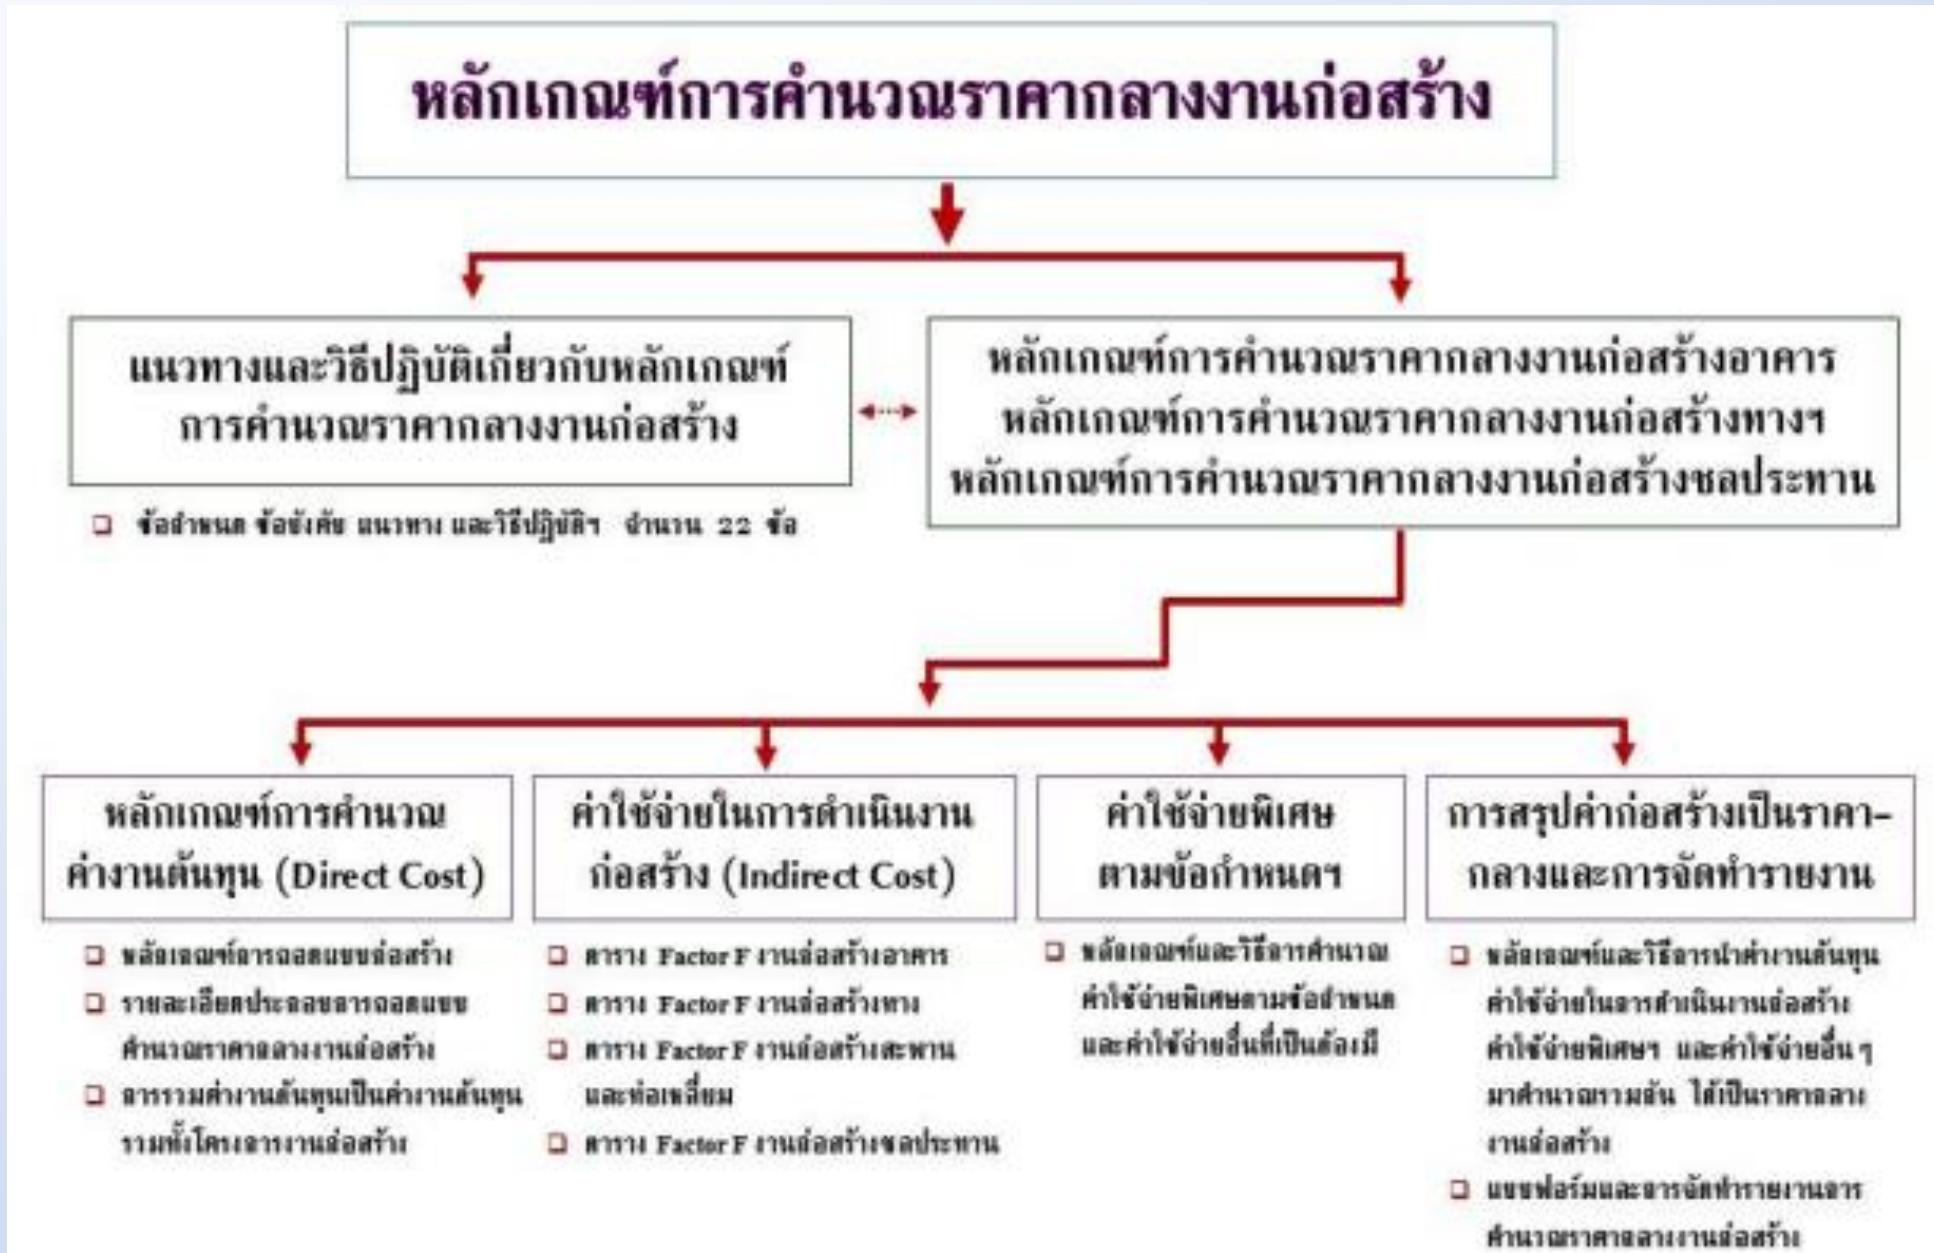 หลักเกณฑ์การคำนวณราคากลางงานก่อสร้าง
แนวทางและวิธีปฏิบัติเกี่ยวกับหลักเกณฑ์
การคำนวณราคากลางงานก่อสร้าง
❑ ข้อกำหนด ข้อบังคับ แนวทาง และวิธีปฏิบัติฯ จำนวน 22 ข้อ
หลักเกณฑ์การคำนวณราคากลางงานก่อสร้างอาคาร
หลักเกณฑ์การคำนวณราคากลางงานก่อสร้างทางฯ
หลักเกณฑ์การคำนวณราคากลางงานก่อสร้างชลประทาน
หลักเกณฑ์การคำนวณ
ค่างานต้นทุน (Direct Cost)
❑ หลักเกณฑ์การถอดแบบก่อสร้าง
❑ รายละเอียดประกอบการถอดแบบ
คำนวณราคากลางงานก่อสร้าง
❑ การรวมค่างานต้นทุนเป็นค่างานต้นทุน
รวมทั้งโครงการงานก่อสร้าง
ค่าใช้จ่ายในการดำเนินงาน
ก่อสร้าง (Indirect Cost)
❑ ตาราง Factor F งานก่อสร้างอาคาร
❑ ตาราง Factor F งานก่อสร้างทาง
❑ ตาราง Factor F งานก่อสร้างสะพาน
และท่อเหลี่ยม
❑ ตาราง Factor F งานก่อสร้างชลประทาน
ค่าใช้จ่ายพิเศษ
ตามข้อกำหนดฯ
❑ หลักเกณฑ์และวิธีการคำนวณ
ค่าใช้จ่ายพิเศษตามข้อกำหนด
และค่าใช้จ่ายอื่นที่เป็นต้องมี
การสรุปค่าก่อสร้างเป็นราคา-
กลางและการจัดทำรายงาน
❑ หลักเกณฑ์และวิธีการนำค่างานต้นทุน
ค่าใช้จ่ายในการดำเนินงานก่อสร้าง
ค่าใช้จ่ายพิเศษฯ และค่าใช้จ่ายอื่น ๆ
มาคำนวณรวมกัน ได้เป็นราคากลาง
งานก่อสร้าง
❑ แบบฟอร์มและการจัดทำรายงานการ
คำนวณราคากลางงานก่อสร้าง